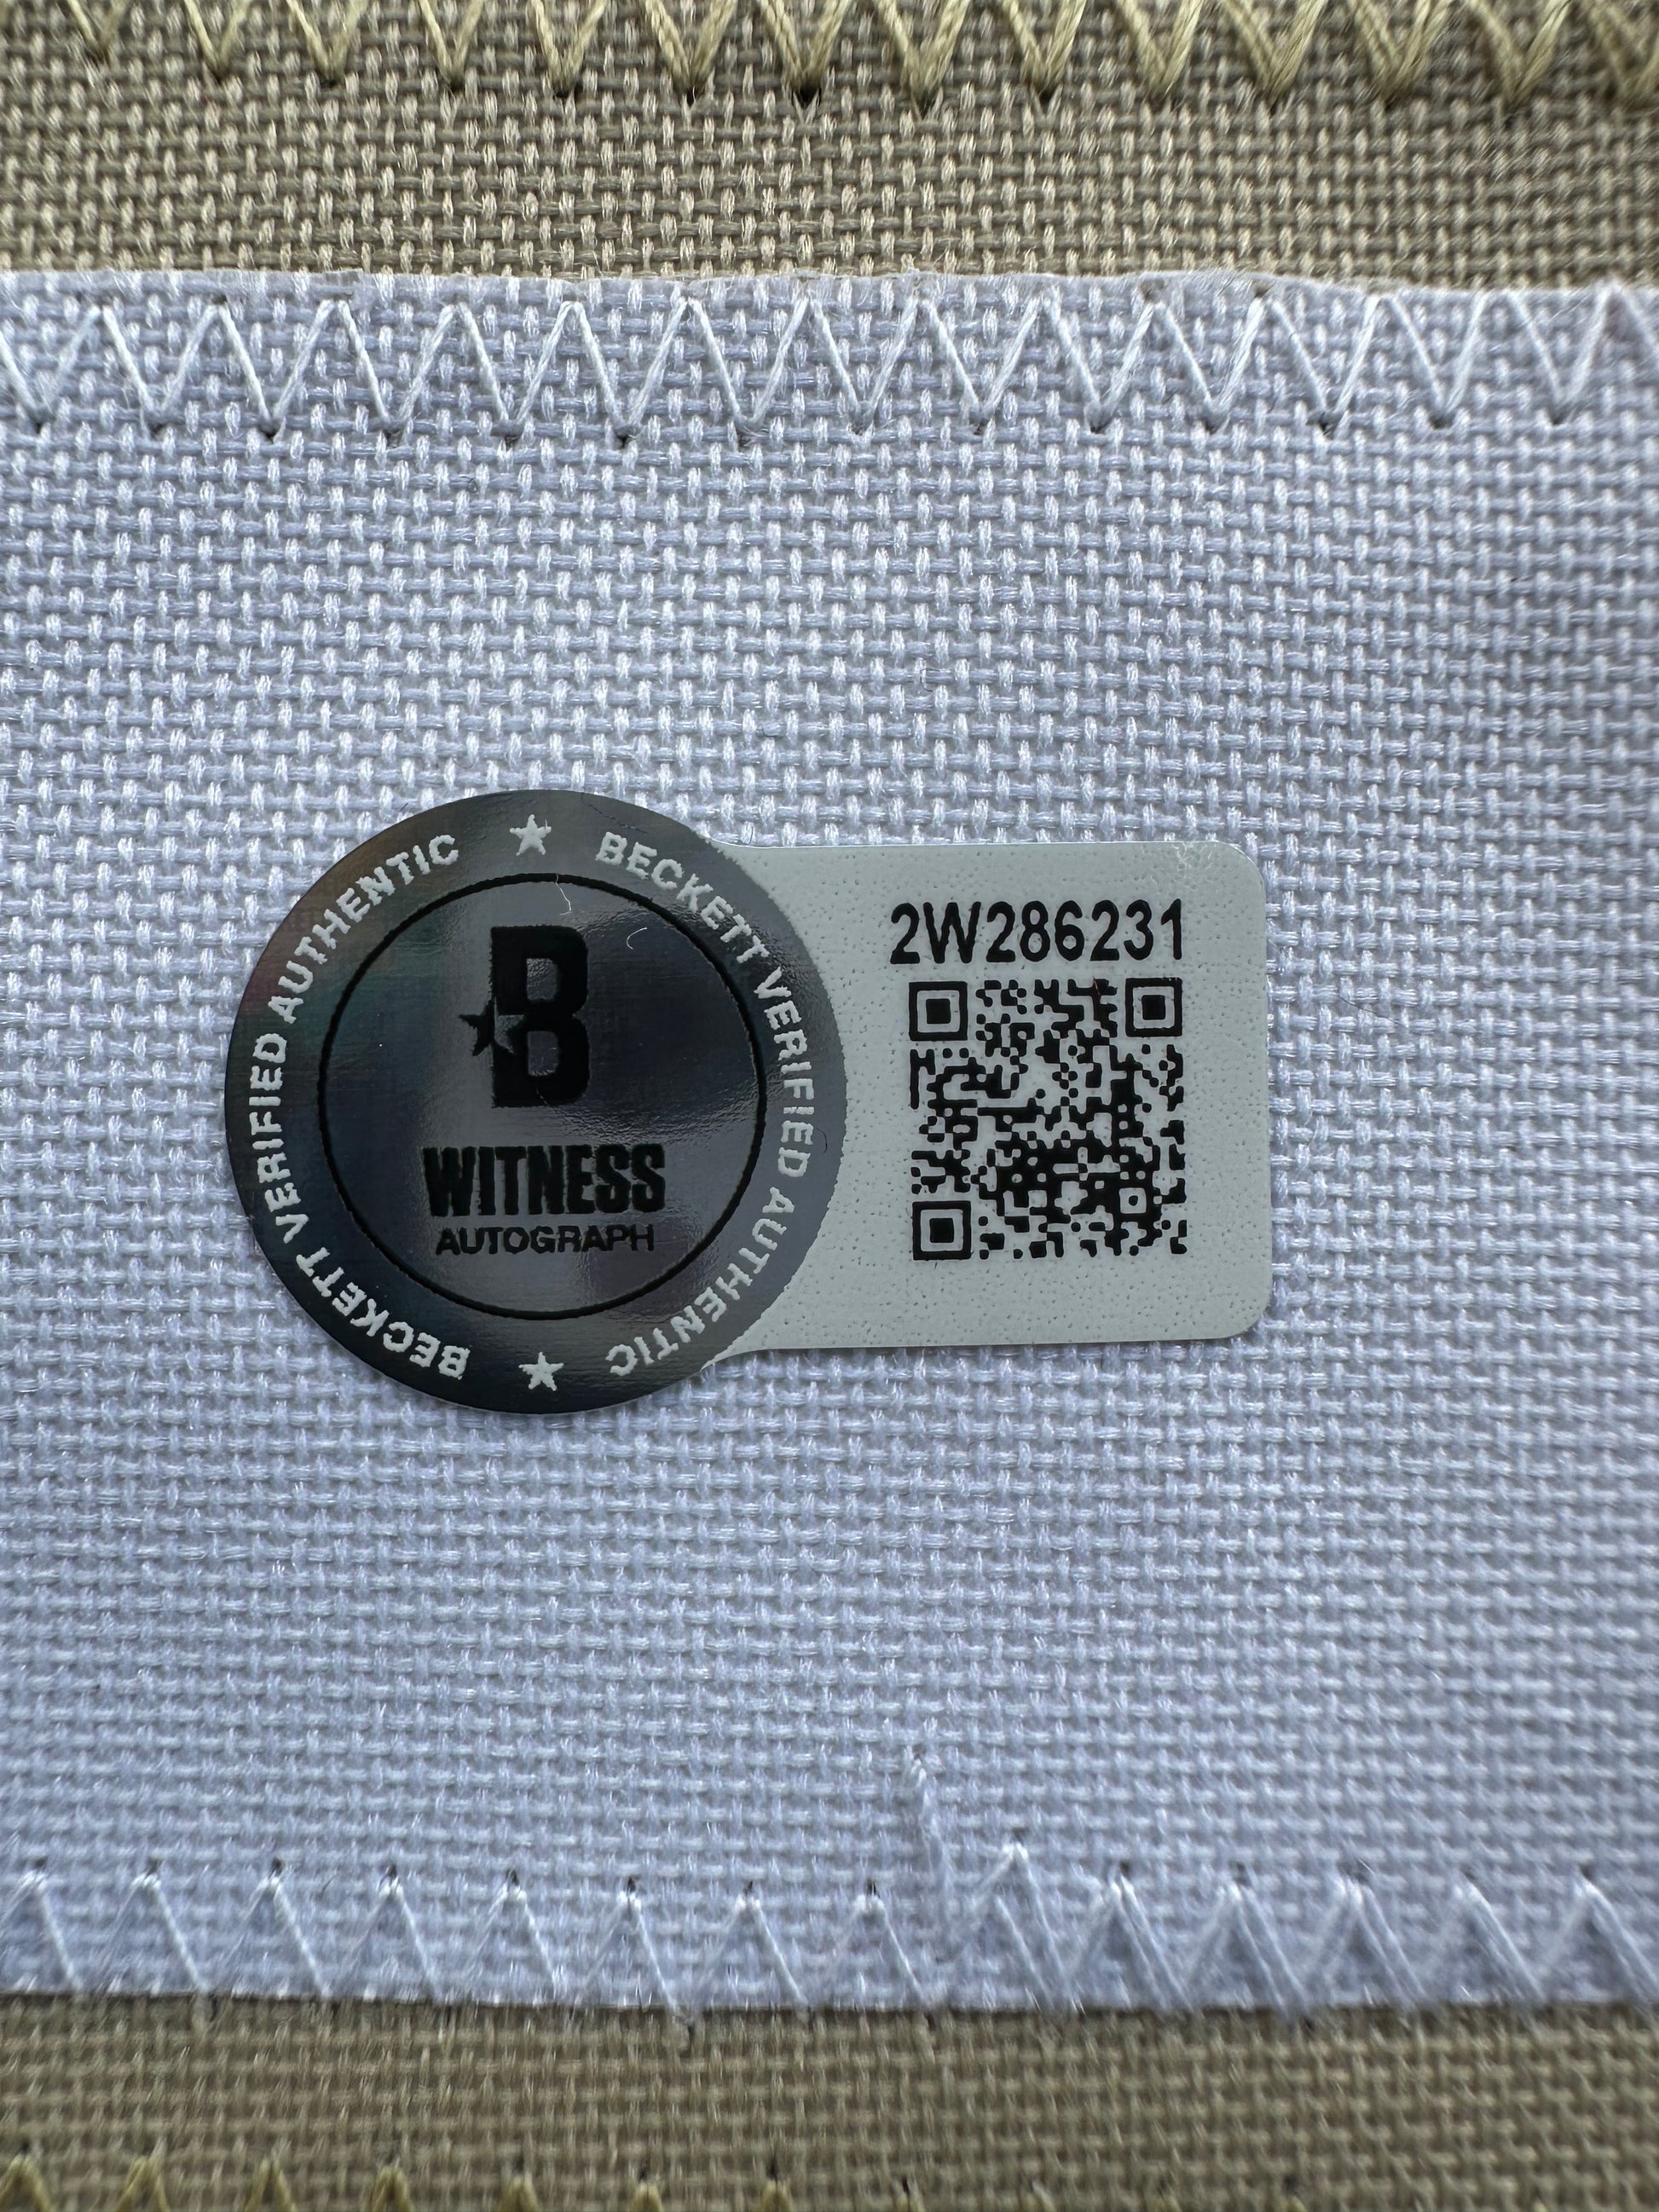 ★ BECKETT VERIFIED AUTHENTIC ★ BECKETT VERIFIED AUTHENTIC
B
WITNESS
AUTOGRAPH
2W286231